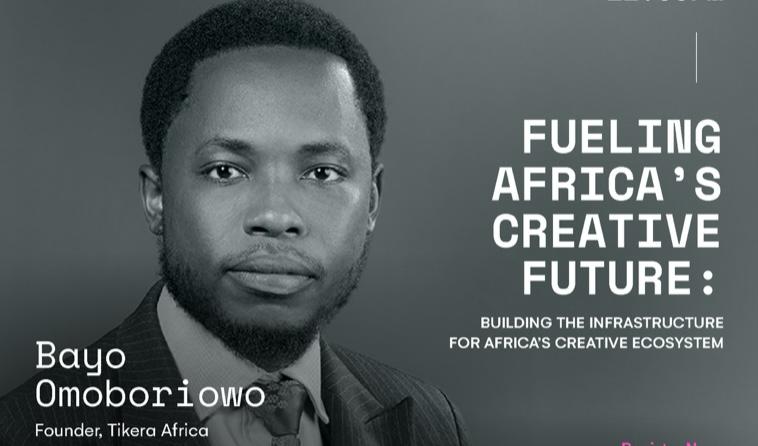 FUELING
AFRICA'S
CREATIVE
FUTURE:
BUILDING THE INFRASTRUCTURE
FOR AFRICA'S CREATIVE ECOSYSTEM
Bayo
Omoboriowo
Founder, Tikera Africa